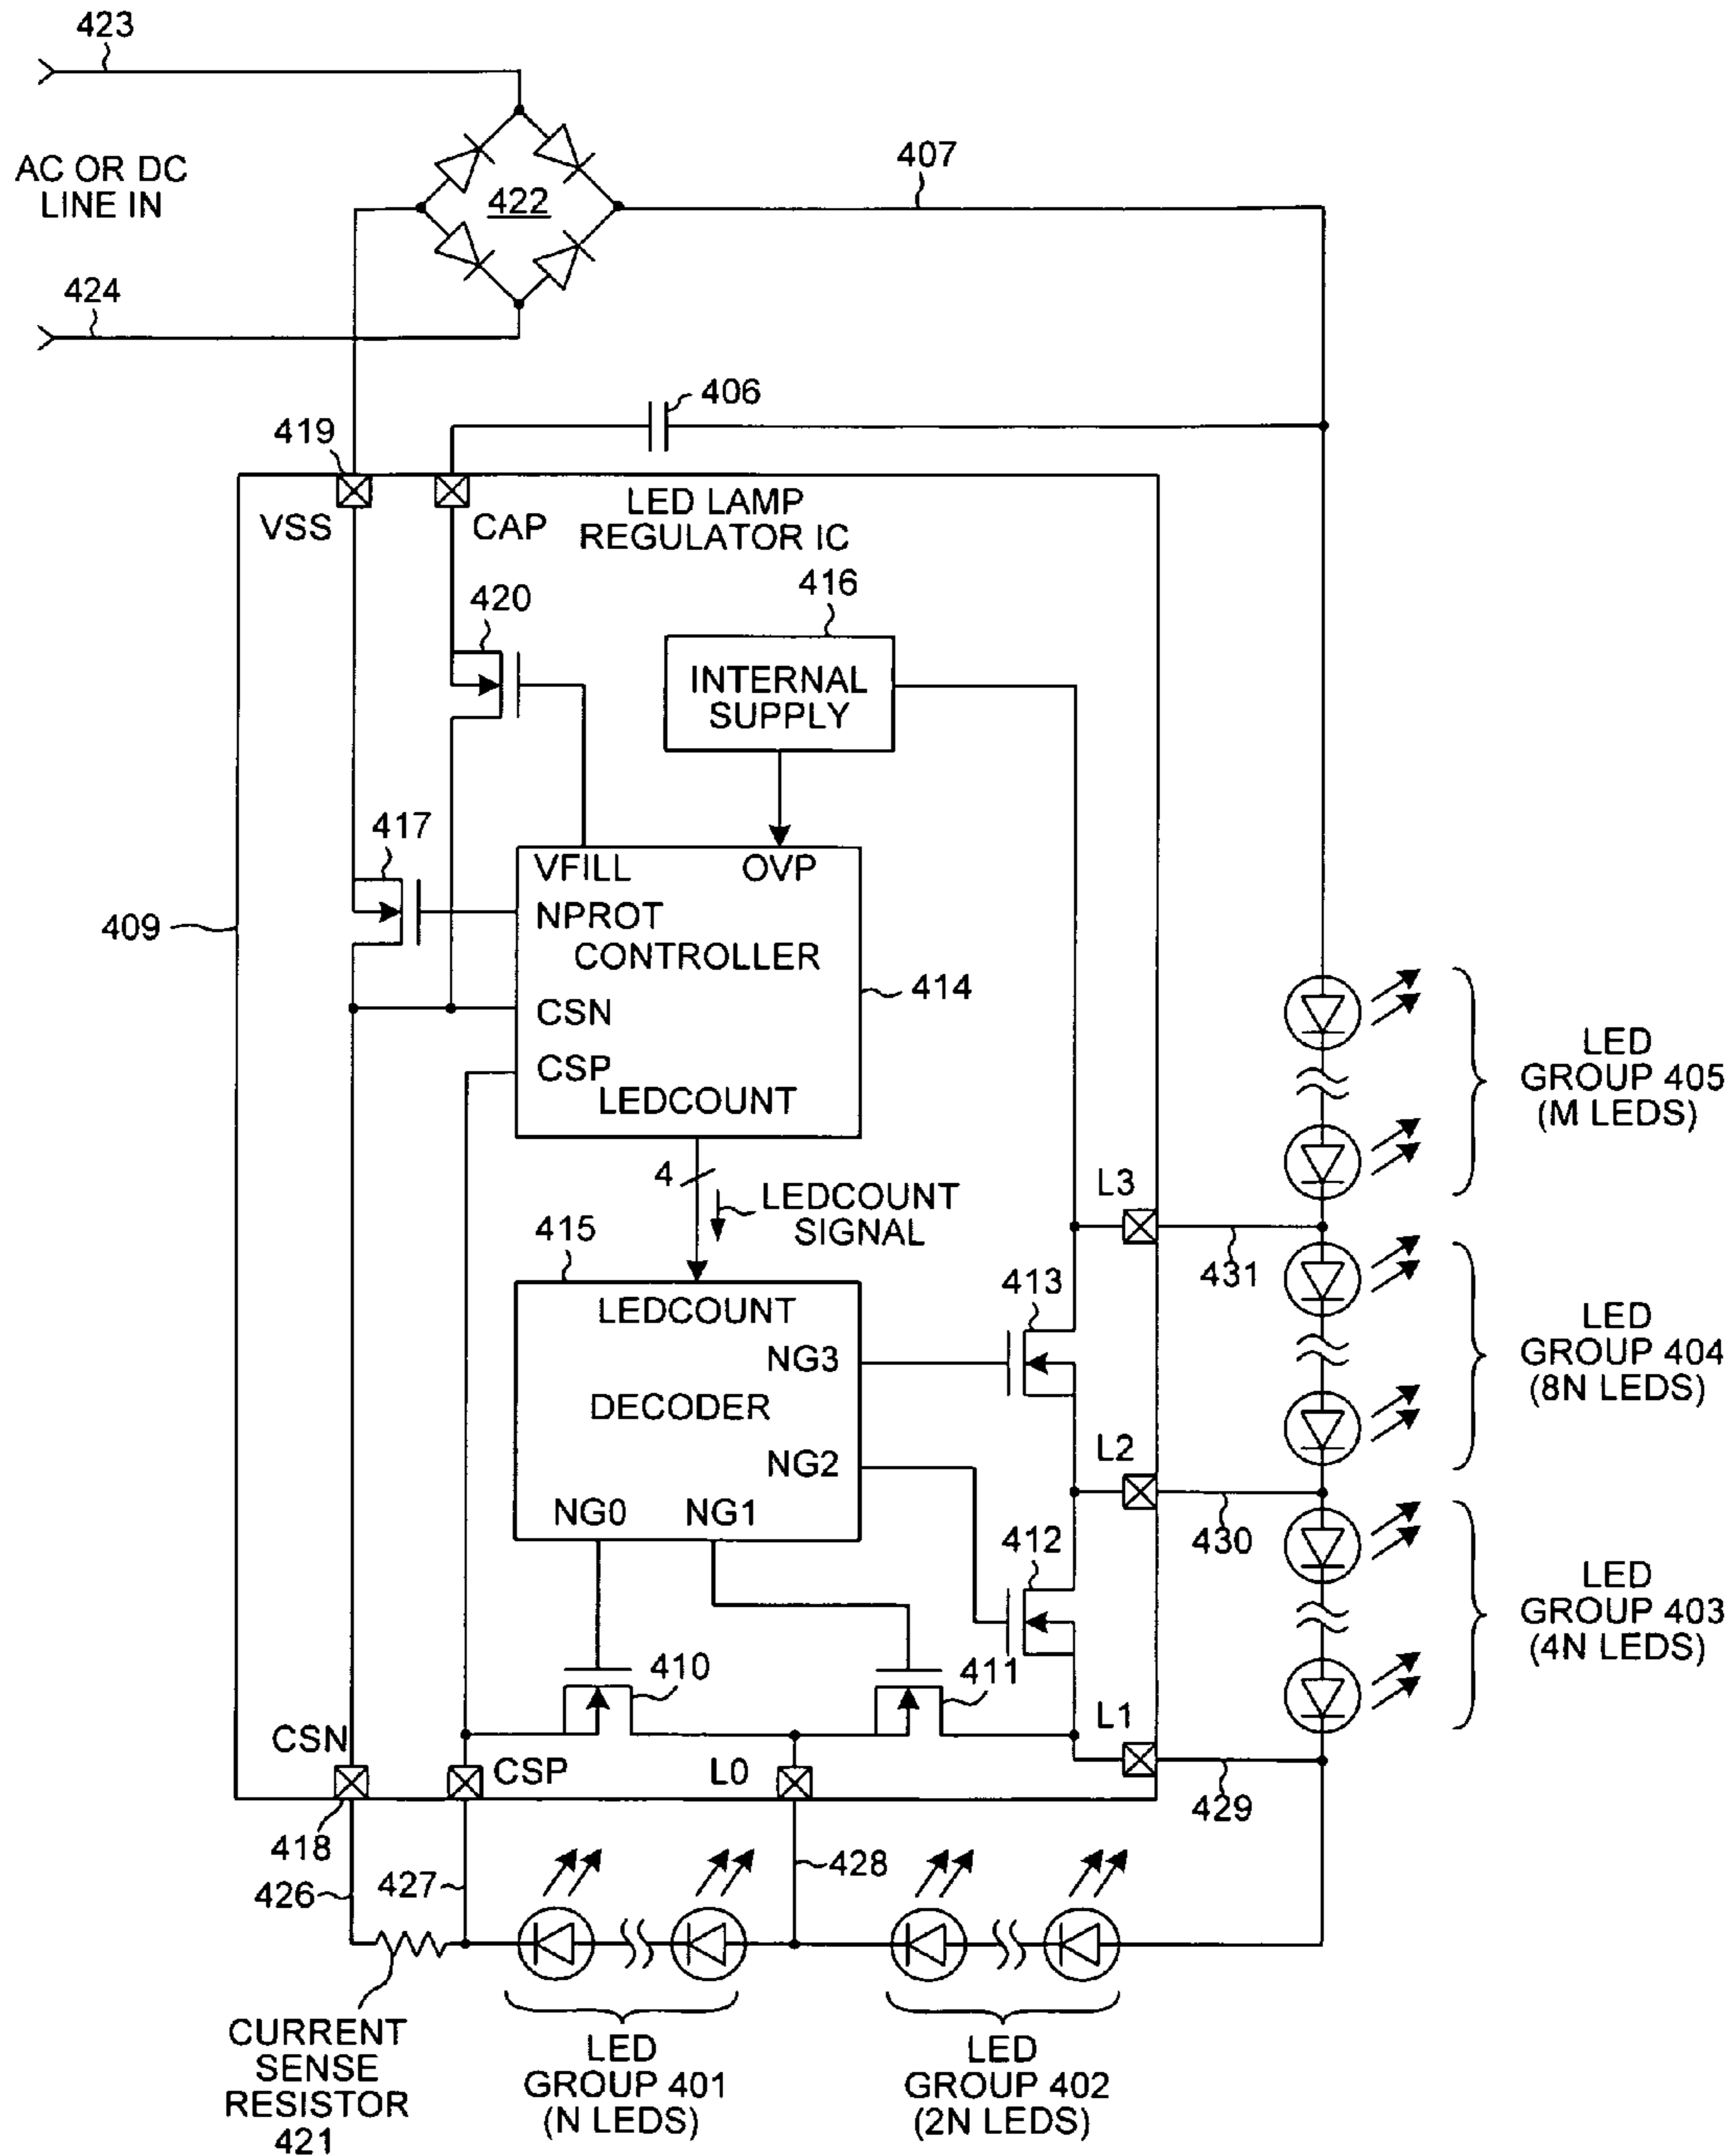 423
AC OR DC
LINE IN
422
407
424
406
419
VSS
CAP
LED LAMP
REGULATOR IC
420
416
INTERNAL
SUPPLY
417
409
VFILL
OVP
NPROT
CONTROLLER
414
CSN
CSP
LEDCOUNT
4
LEDCOUNT
SIGNAL
LED
GROUP 405
(M LEDS)
L3
431
415
LEDCOUNT
413
NG3
DECODER
NG2
NG0
NG1
LED
GROUP 404
(8N LEDS)
L2
430
412
LED
GROUP 403
(4N LEDS)
410
411
L1
429
CSN
CSP
L0
418
426
427
428
CURRENT
SENSE
RESISTOR
421
LED
GROUP 401
(N LEDS)
LED
GROUP 402
(2N LEDS)